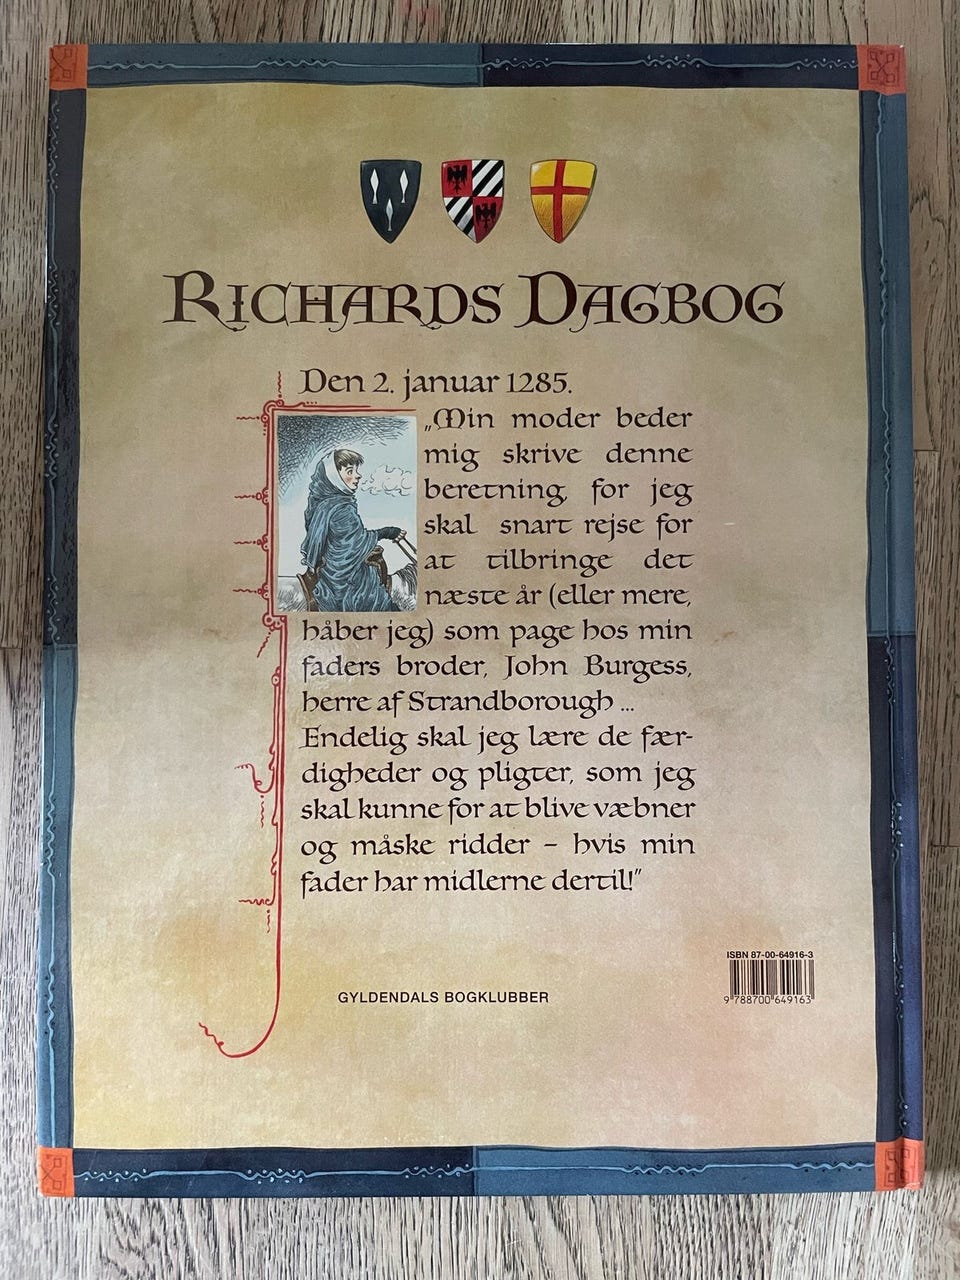 RICHARDS DAGBOG
Den 2. januar 1285.
„Min moder beder
mig skrive denne
beretning, for jeg
skal snart rejse for
at tilbringe det
næste år (eller mere,
håber jeg) som page hos min
faders broder, John Burgess,
herre af Strandborough ...
Endelig skal jeg lære de fær-
digheder og pligter, som jeg
skal kunne for at blive væbner
og måske ridder – hvis min
fader har midlerne dertil!”
ISBN 87-00-64916-3
GYLDENDALS BOGKLUBBER
9 788700 649163